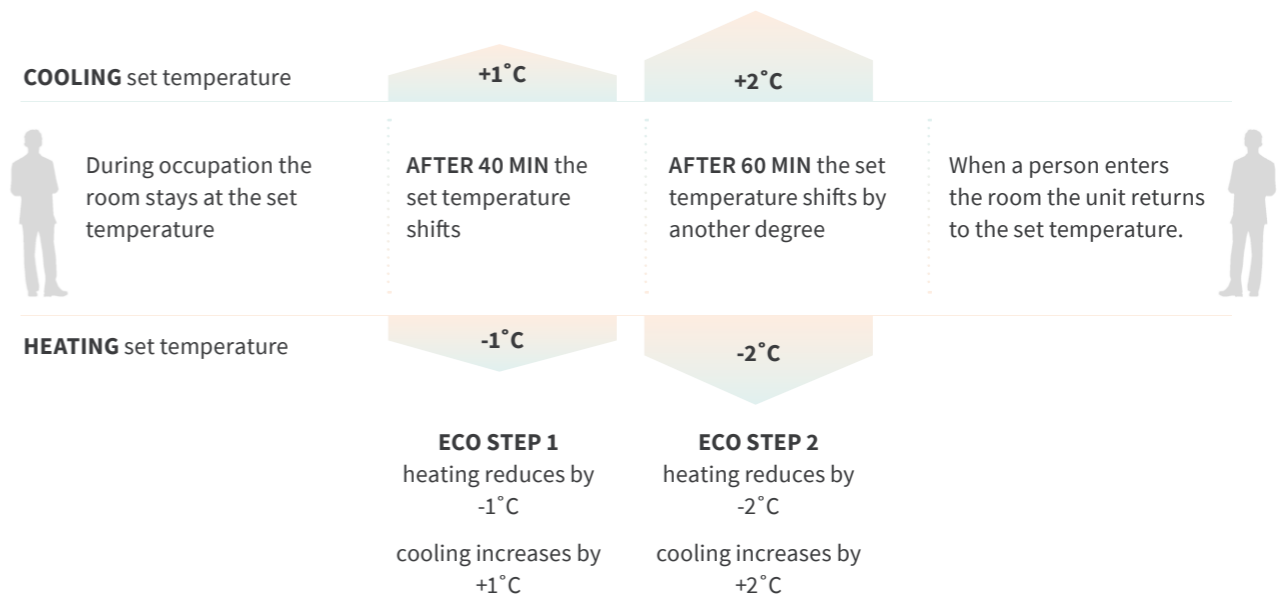 COOLING set temperature
+1˚C
+2˚C
During occupation the
room stays at the set
temperature
AFTER 40 MIN the
set temperature
shifts
AFTER 60 MIN the set
temperature shifts by
another degree
When a person enters
the room the unit returns
to the set temperature.
HEATING set temperature
-1˚C
-2˚C
ECO STEP 1
heating reduces by
-1˚C
cooling increases by
+1˚C
ECO STEP 2
heating reduces by
-2˚C
cooling increases by
+2˚C